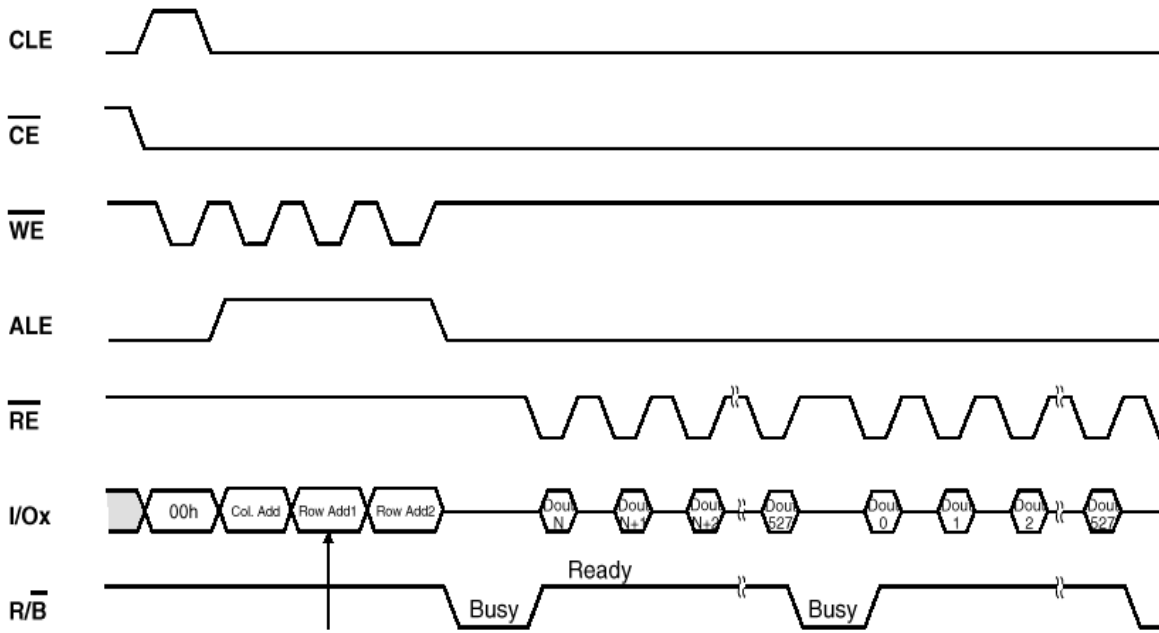 CLE
CE
WE
ALE
RE
I/Ox 00h Col. Add Row Add1 Row Add2 Dout N Dout N+1 Dout N+2 Dout 527 Dout 0 Dout 1 Dout 2 Dout 527
Ready
R/B Busy Busy